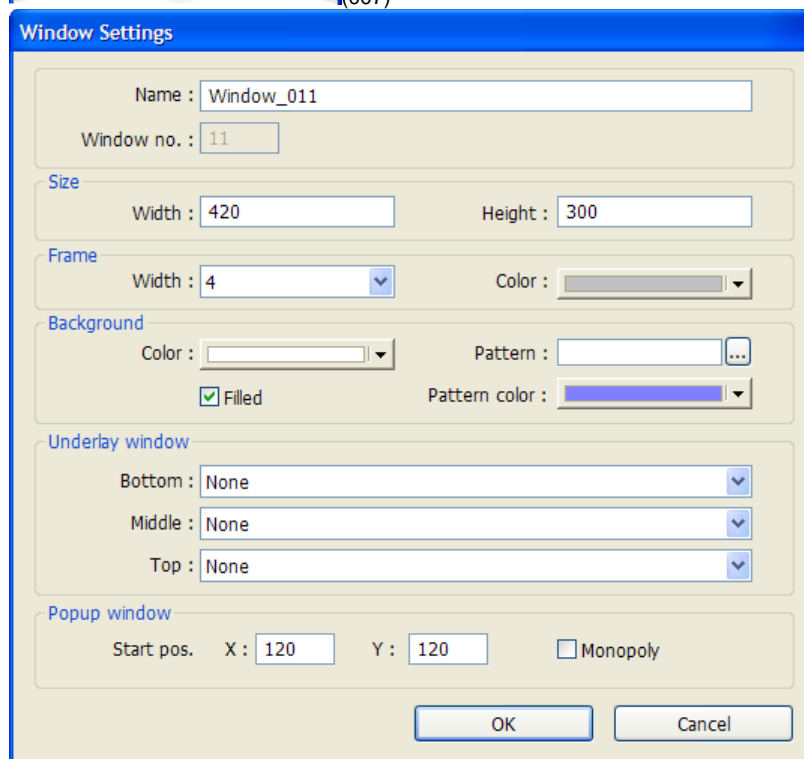 Window Settings
Name : Window_011
Window no. : 11
Size
Width : 420 Height : 300
Frame
Width : 4 Color :
Background
Color : Pattern : ...
Filled Pattern color :
Underlay window
Bottom : None
Middle : None
Top : None
Popup window
Start pos. X : 120 Y : 120 Monopoly
OK Cancel